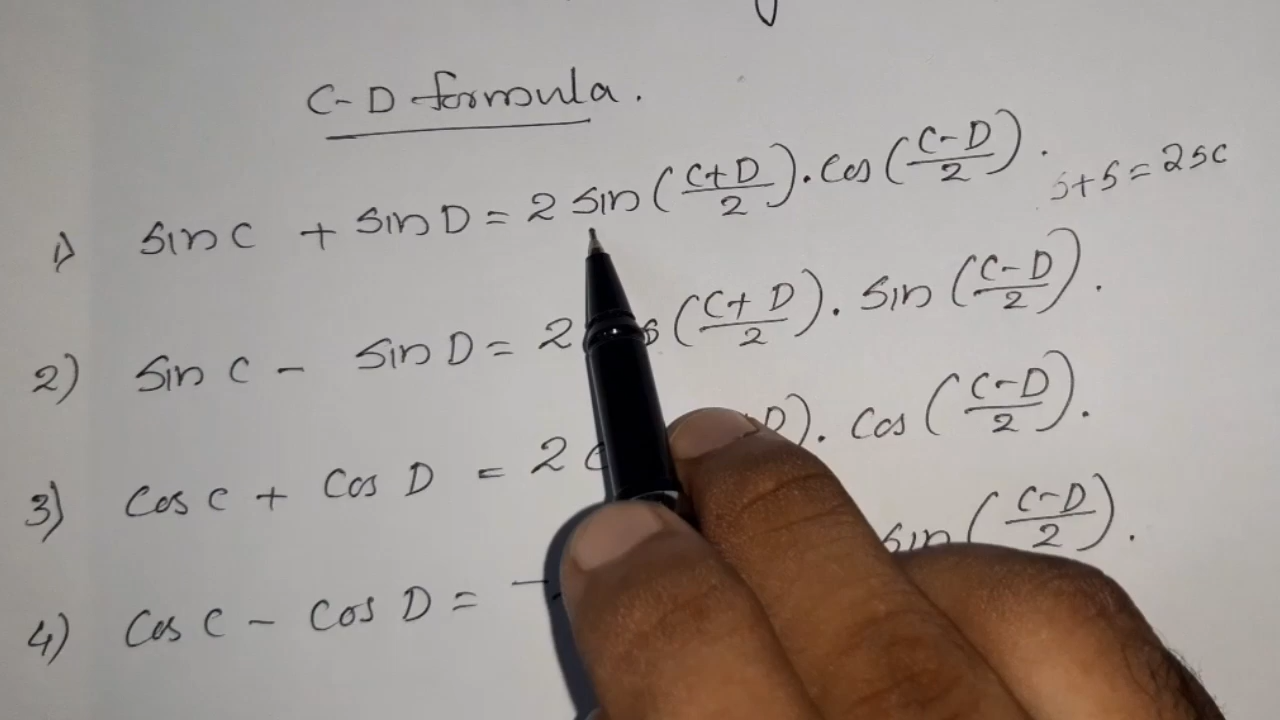 C-D formula.
1) sin C + sin D = 2 sin (C+D/2) . cos (C-D/2) . s+s = 2sc
2) sin C - sin D = 2 (C+D/2) . sin (C-D/2) .
3) cos C + cos D = 2 D) . cos (C-D/2) .
4) cos C - cos D = - sin (C-D/2) .